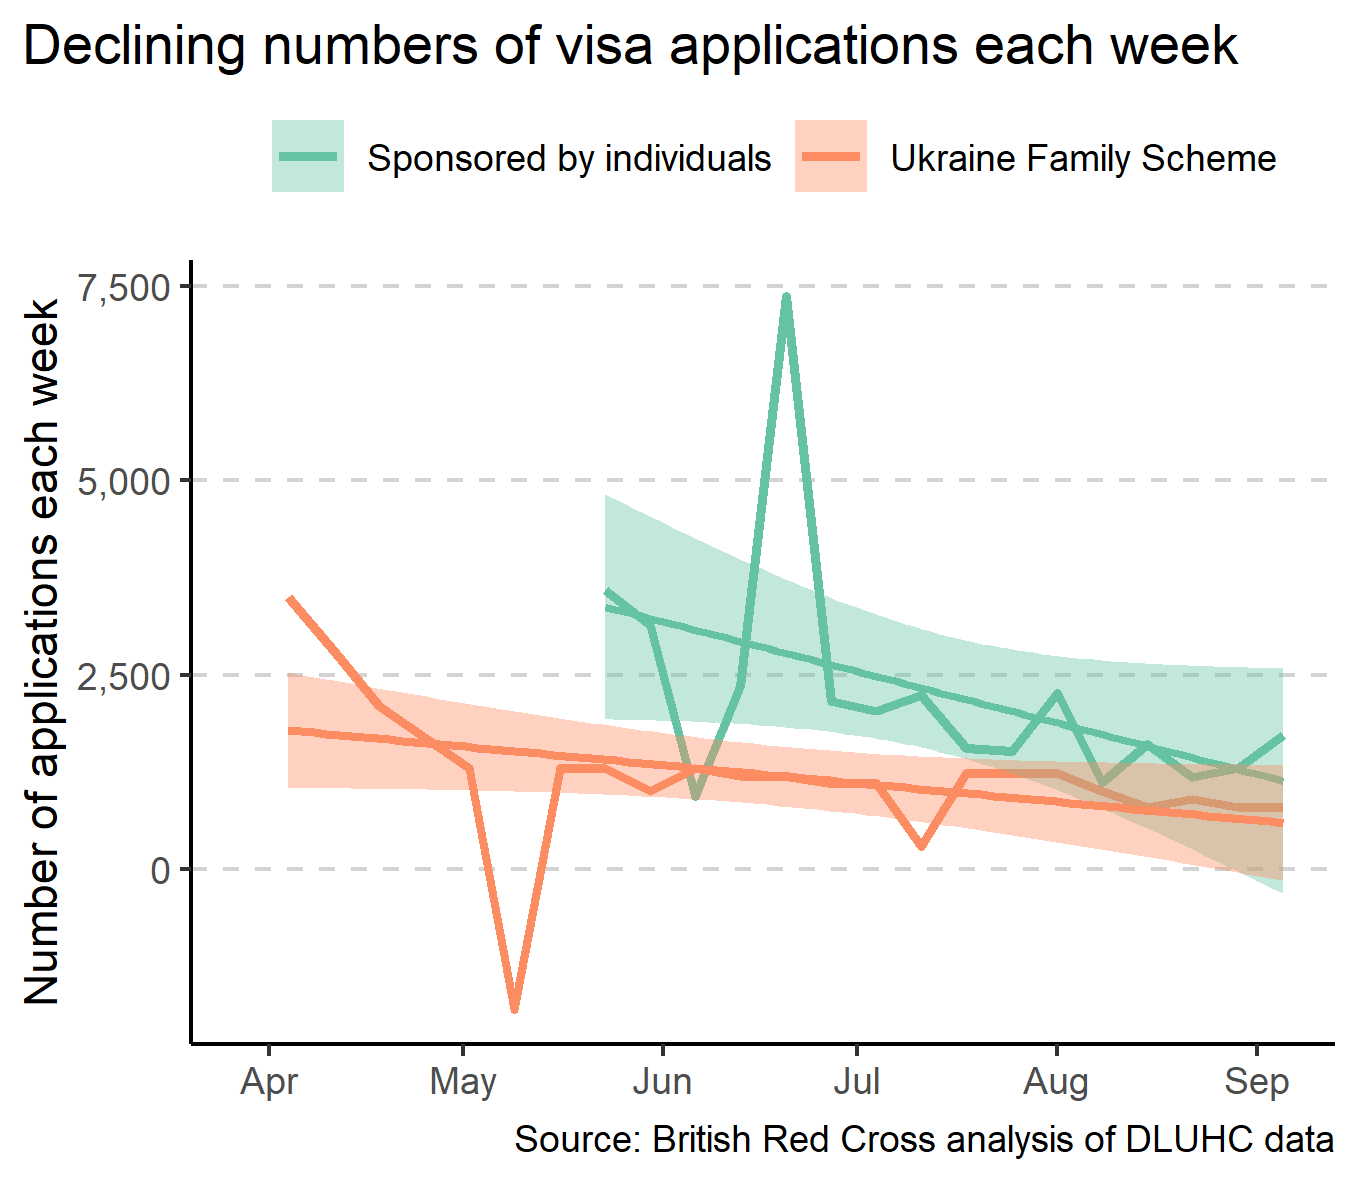 Declining numbers of visa applications each week
Sponsored by individuals
Ukraine Family Scheme
Number of applications each week
7,500
5,000
2,500
0
Apr
May
Jun
Jul
Aug
Sep
Source: British Red Cross analysis of DLUHC data